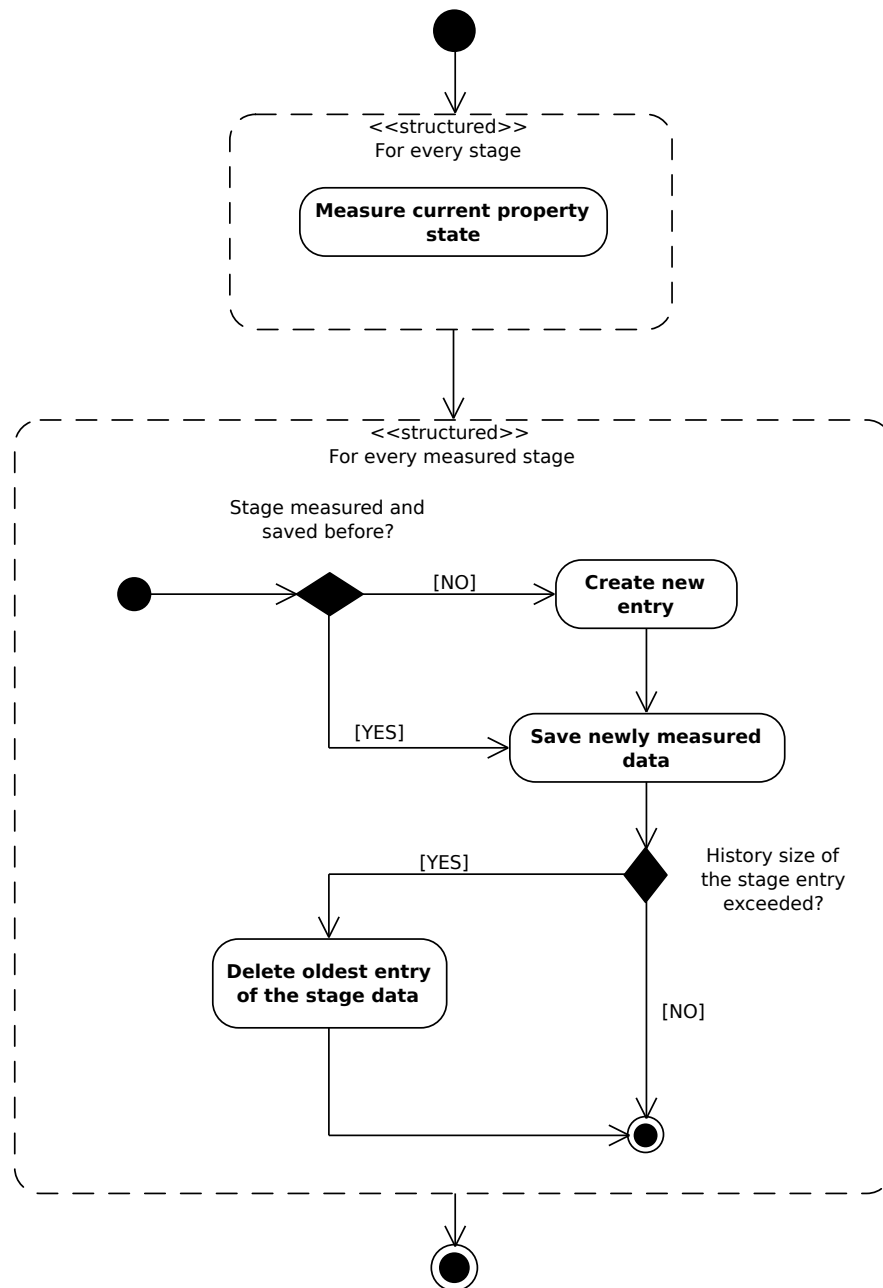 <<structured>>
For every stage
Measure current property
state
<<structured>>
For every measured stage
Stage measured and
saved before?
[NO]
Create new
entry
[YES]
Save newly measured
data
[YES]
History size of
the stage entry
exceeded?
Delete oldest entry
of the stage data
[NO]